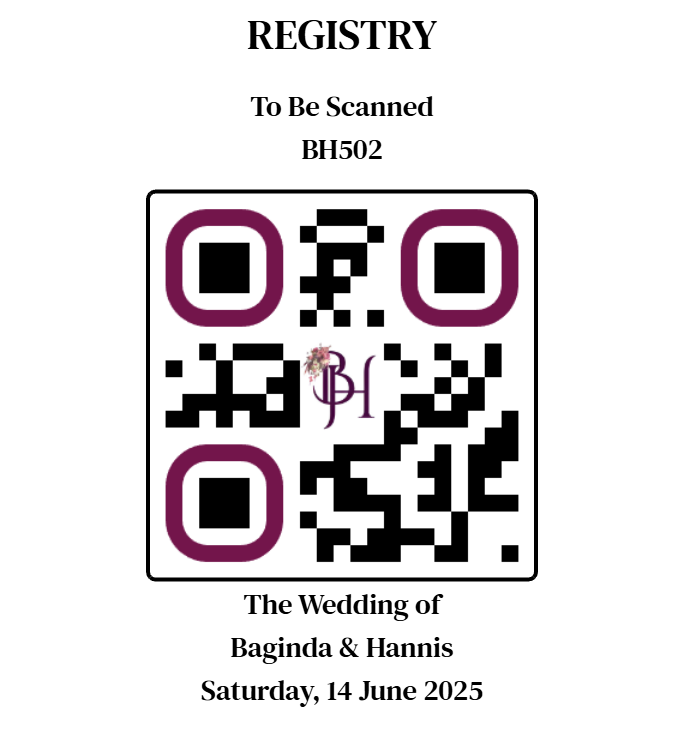 REGISTRY
To Be Scanned
BH502
BH
The Wedding of
Baginda & Hannis
Saturday, 14 June 2025